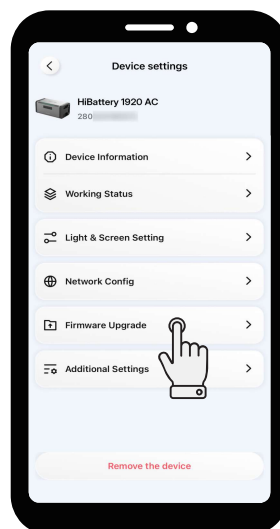 Device settings
HiBattery 1920 AC
280
Device Information
Working Status
Light & Screen Setting
Network Config
Firmware Upgrade
Additional Settings
Remove the device